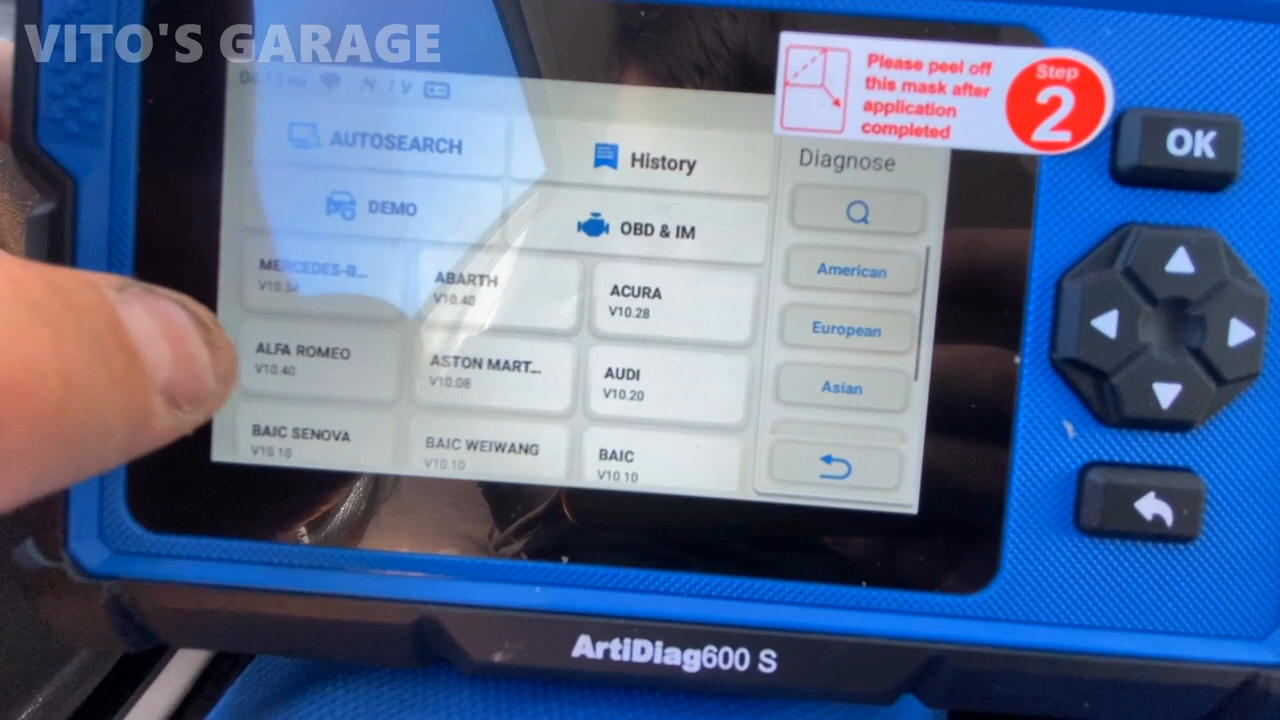 VITO'S GARAGE
Please peel off
this mask after
application
completed
Step
2
OK
AUTOSEARCH
History
Diagnose
DEMO
OBD & IM
American
European
Asian
MERCEDES-B...
V10.34
ABARTH
V10.40
ACURA
V10.28
ALFA ROMEO
V10.40
ASTON MART...
V10.08
AUDI
V10.20
BAIC SENOVA
V10.10
BAIC WEIWANG
V10.10
BAIC
V10.10
ArtiDiag600 S